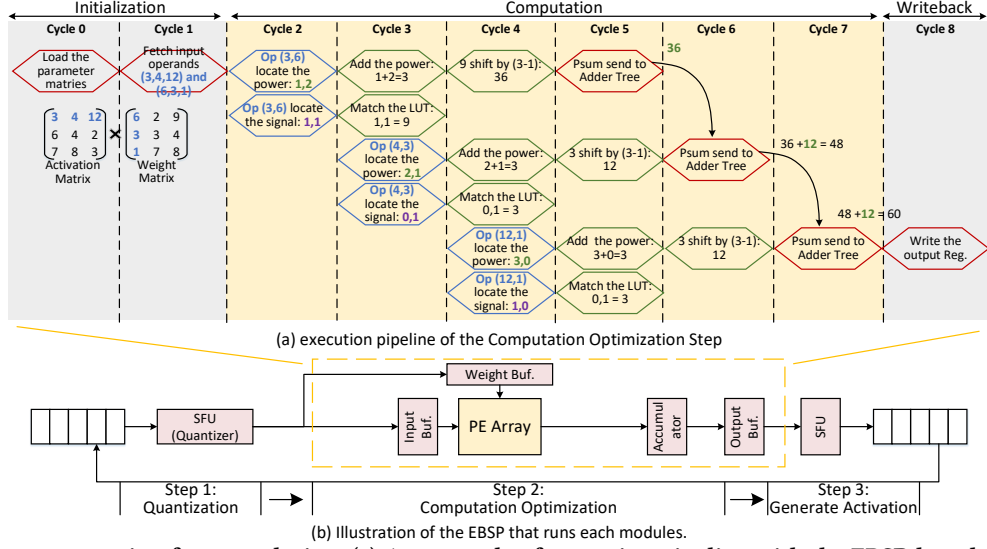 Initialization
Computation
Writeback
Cycle 0
Cycle 1
Cycle 2
Cycle 3
Cycle 4
Cycle 5
Cycle 6
Cycle 7
Cycle 8
Load the
parameter
matries
Fetch input
operands
(3,4,12) and
(6,3,1)
Op (3,6)
locate the
power: 1,2
Add the power:
1+2=3
9 shift by (3-1):
36
Psum send to
Adder Tree
36
Op (3,6) locate
the signal: 1,1
Match the LUT:
1,1 = 9
3 4 12
6 4 2
7 8 3
×
6 2 9
3 3 4
1 7 8
Activation
Matrix
Weight
Matrix
Op (4,3)
locate the
power: 2,1
Add the power:
2+1=3
3 shift by (3-1):
12
Psum send to
Adder Tree
36 +12 = 48
Op (4,3)
locate the
signal: 0,1
Match the LUT:
0,1 = 3
48 +12 = 60
Op (12,1)
locate the
power: 3,0
Add the power:
3+0=3
3 shift by (3-1):
12
Psum send to
Adder Tree
Write the
output Reg.
Op (12,1)
locate the
signal: 1,0
Match the LUT:
0,1 = 3
(a) execution pipeline of the Computation Optimization Step
Weight Buf.
SFU
(Quantizer)
Input
Buf.
PE Array
Accumul
ator
Output
Buf.
SFU
Step 1:
Quantization
Step 2:
Computation Optimization
Step 3:
Generate Activation
(b) Illustration of the EBSP that runs each modules.